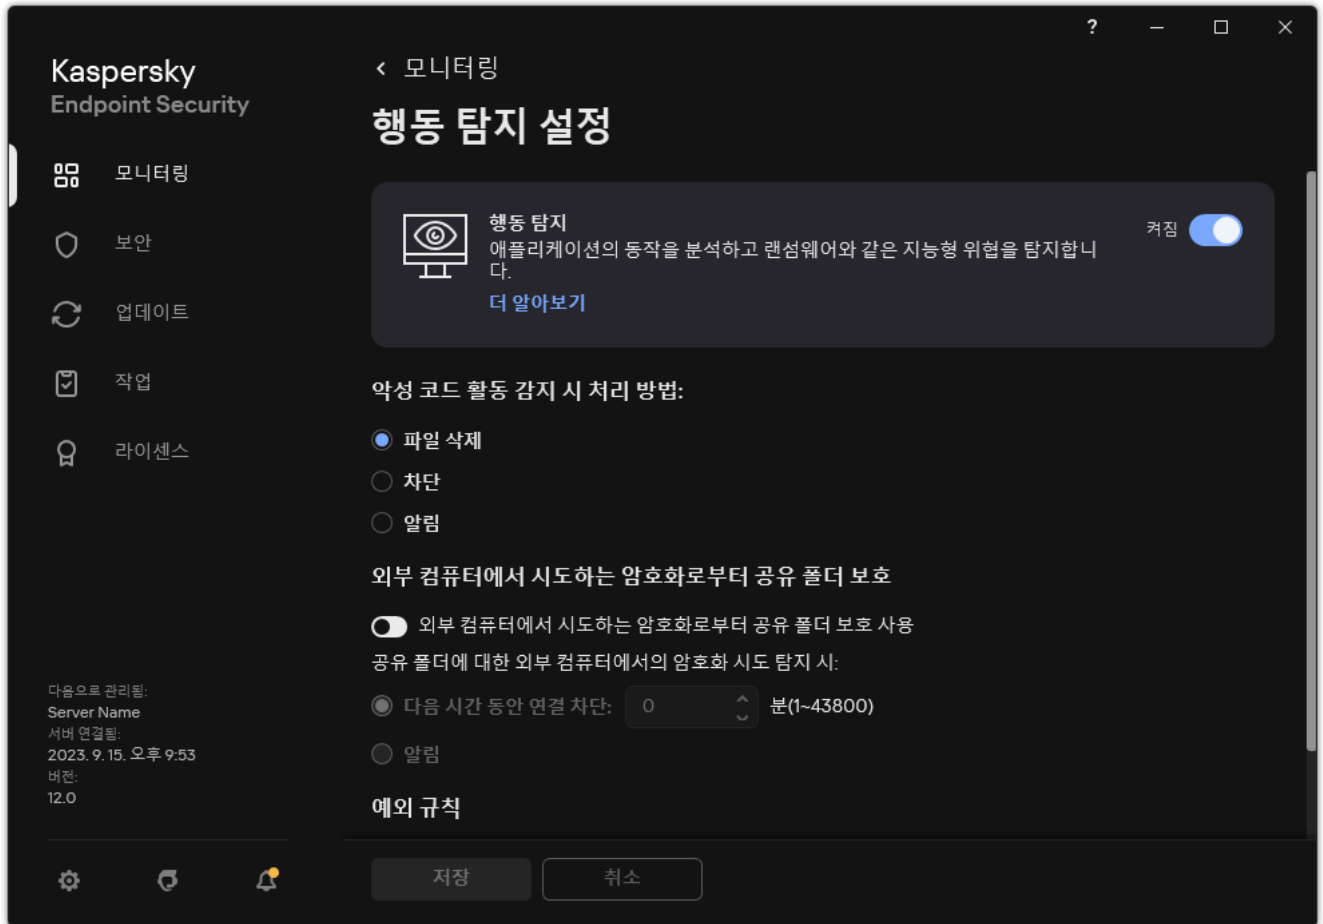 ?
Kaspersky
Endpoint Security
모니터링
보안
업데이트
작업
라이센스
다음으로 관리됨:
Server Name
서버 연결됨:
2023. 9. 15. 오후 9:53
버전:
12.0
모니터링
행동 탐지 설정
행동 탐지
애플리케이션의 동작을 분석하고 랜섬웨어와 같은 지능형 위협을 탐지합니
다.
더 알아보기
켜짐
악성 코드 활동 감지 시 처리 방법:
파일 삭제
차단
알림
외부 컴퓨터에서 시도하는 암호화로부터 공유 폴더 보호
외부 컴퓨터에서 시도하는 암호화로부터 공유 폴더 보호 사용
공유 폴더에 대한 외부 컴퓨터에서의 암호화 시도 탐지 시:
다음 시간 동안 연결 차단: 0 분(1~43800)
알림
예외 규칙
저장 취소